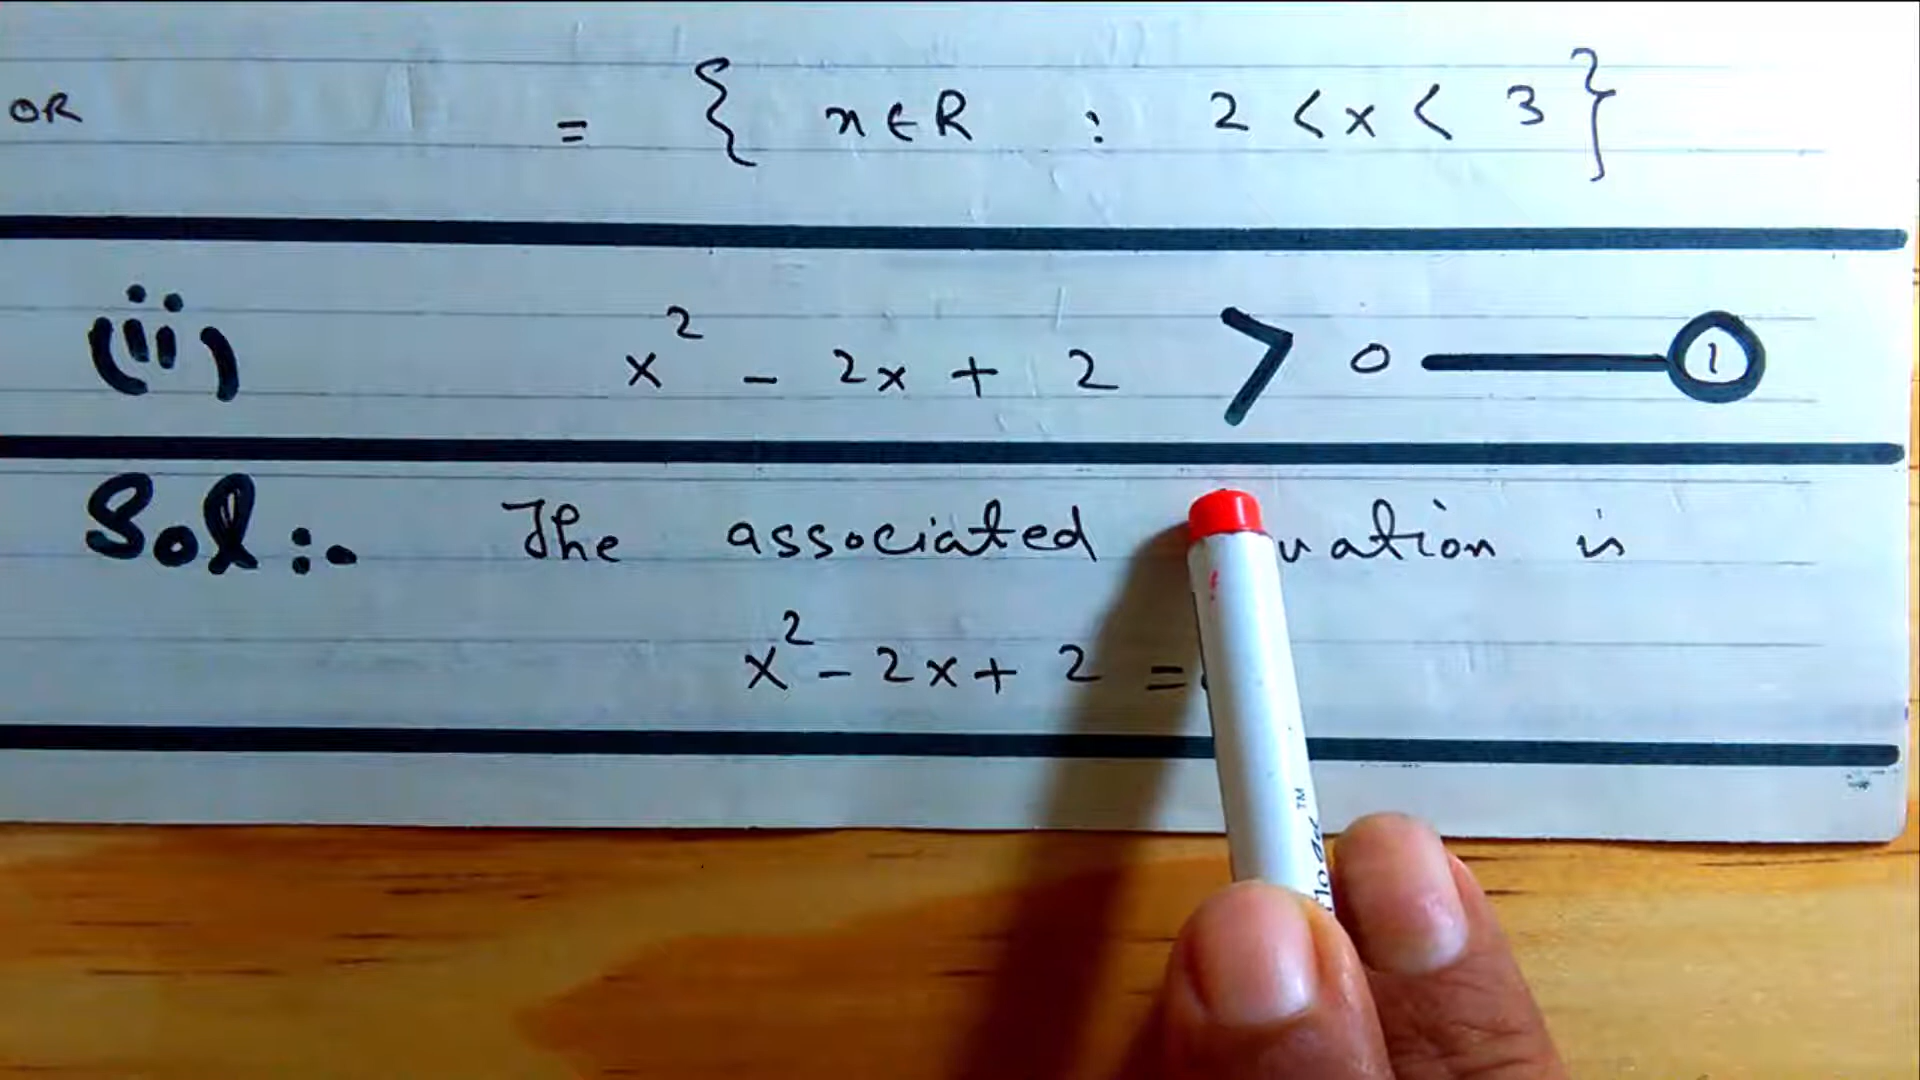 OR = { x ∈ R : 2 < x < 3 }
(ii) x² - 2x + 2 > 0 — ①
Sol:- The associated uation is
x² - 2x + 2 =